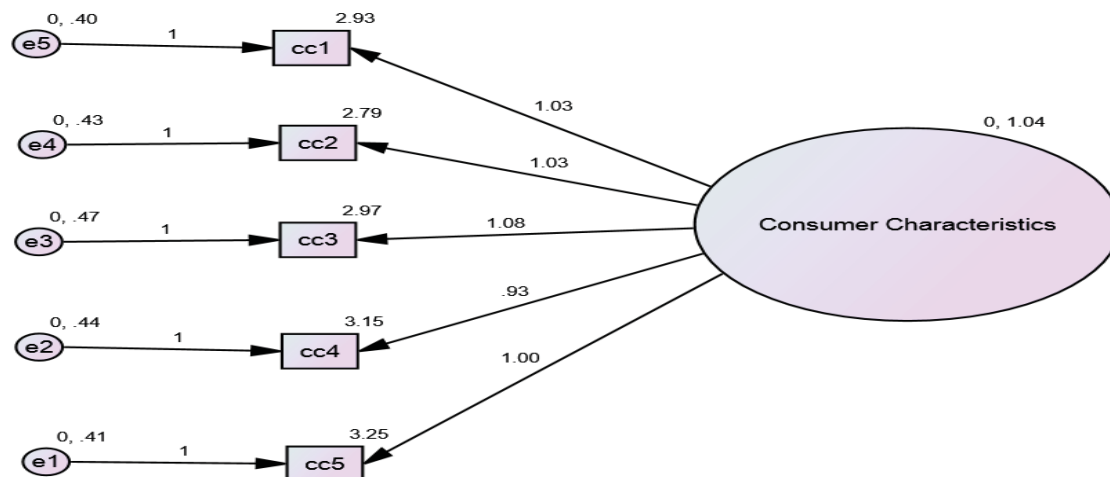 0, .40
e5
1
2.93
cc1
1.03
0, .43
e4
1
2.79
cc2
1.03
0, 1.04
Consumer Characteristics
0, .47
e3
1
2.97
cc3
1.08
0, .44
e2
1
3.15
cc4
.93
0, .41
e1
1
3.25
cc5
1.00